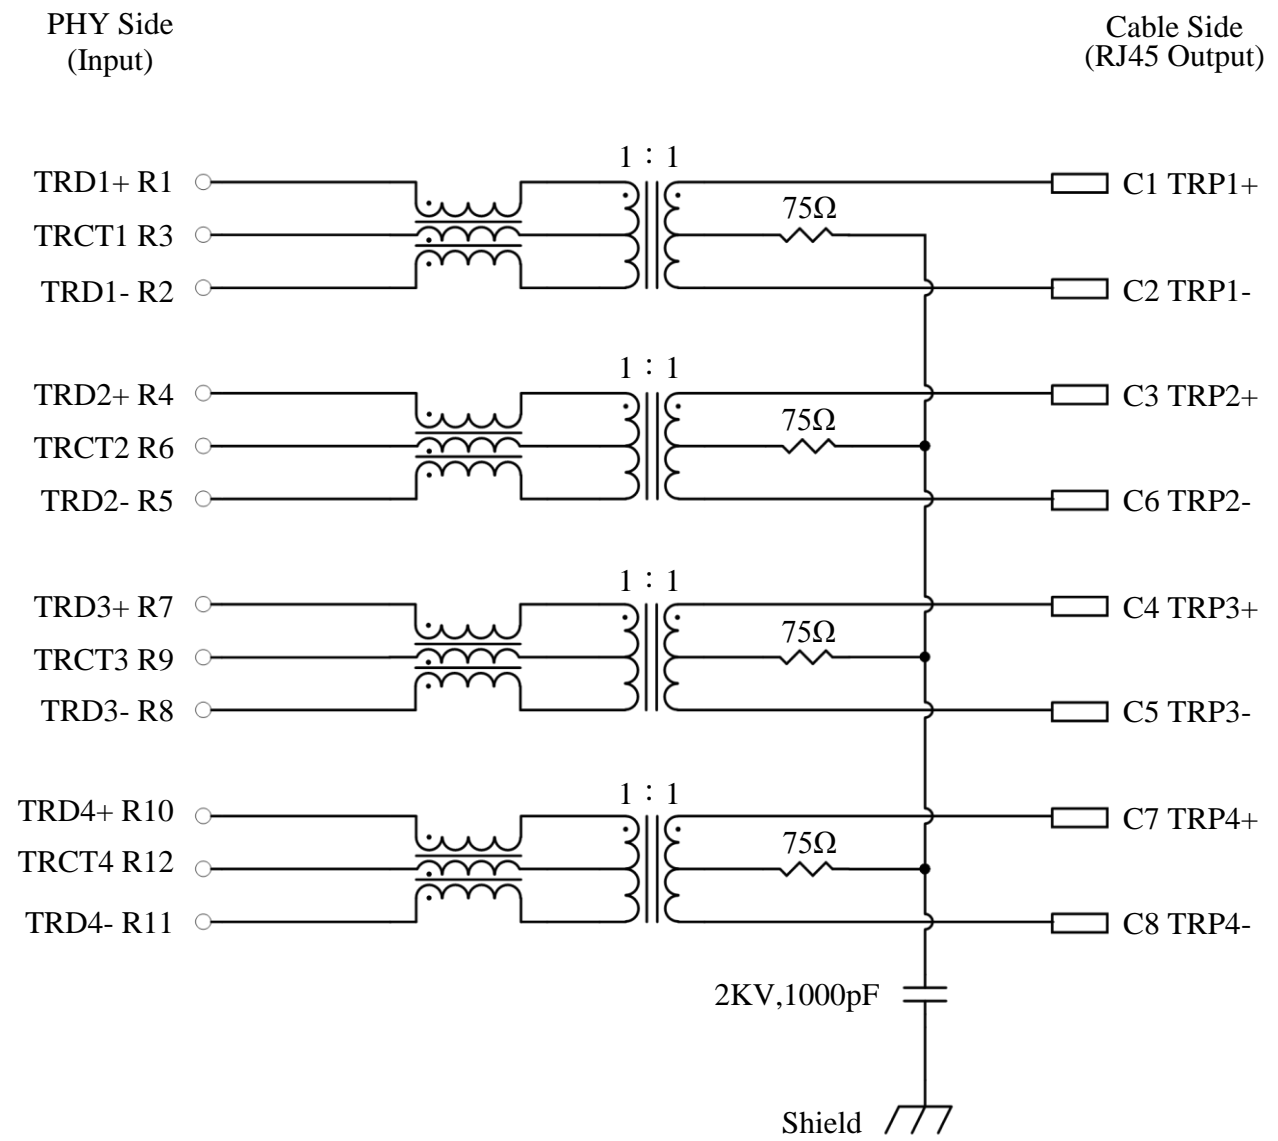 PHY Side
(Input)
Cable Side
(RJ45 Output)
1 : 1
TRD1+ R1
C1 TRP1+
75Ω
TRCT1 R3
TRD1- R2
C2 TRP1-
1 : 1
TRD2+ R4
C3 TRP2+
75Ω
TRCT2 R6
TRD2- R5
C6 TRP2-
1 : 1
TRD3+ R7
C4 TRP3+
75Ω
TRCT3 R9
TRD3- R8
C5 TRP3-
1 : 1
TRD4+ R10
C7 TRP4+
75Ω
TRCT4 R12
TRD4- R11
C8 TRP4-
2KV,1000pF
Shield